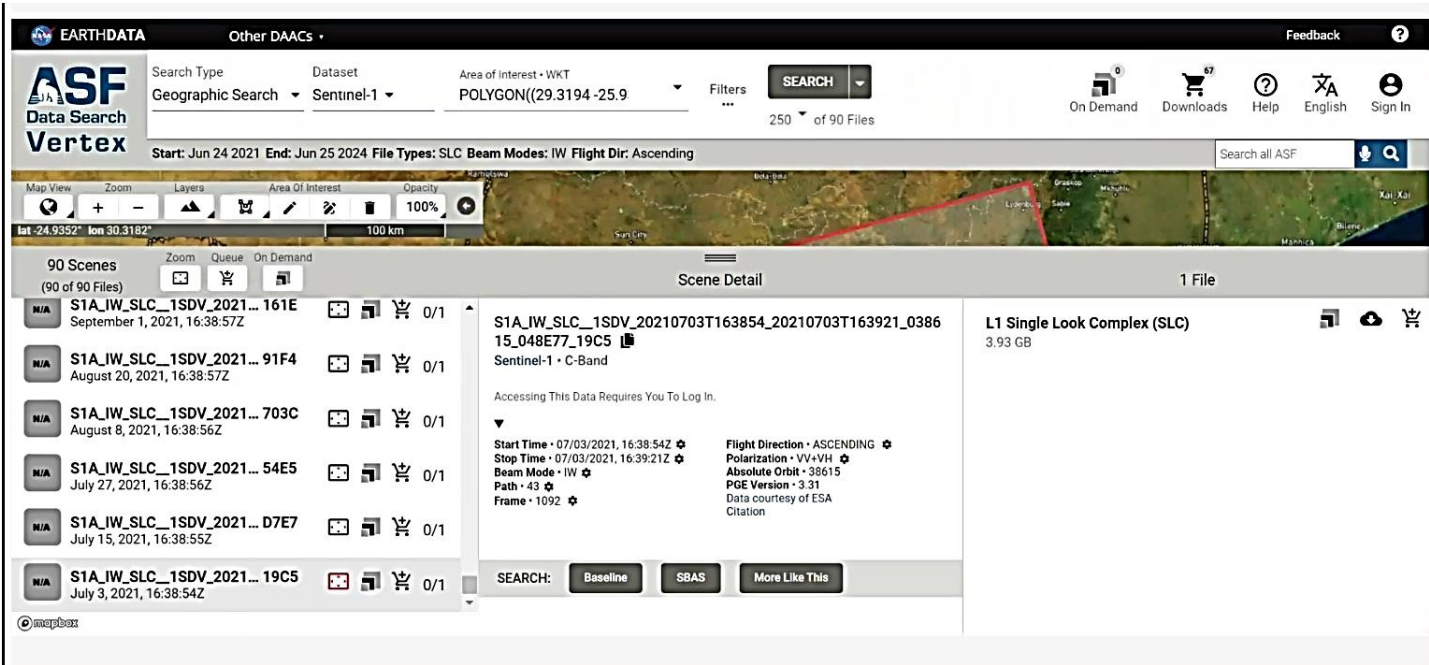 EARTHDATA Other DAACs Feedback ?
ASF
Data Search
Vertex
Search Type Dataset Area of Interest • WKT
Geographic Search Sentinel-1 POLYGON((29.3194 -25.9 Filters ... SEARCH
250 of 90 Files
0 67
On Demand Downloads Help English Sign In
Start: Jun 24 2021 End: Jun 25 2024 File Types: SLC Beam Modes: IW Flight Dir: Ascending
Search all ASF
Map View Zoom Layers Area Of Interest Opacity
+ − 100%
lat -24.9352° lon 30.3182° 100 km
Ramotswa Bela-Bela Graskop Mkhuhlu
Lydenburg Sabie Xai_Xai
Sun City Bilene
Manhica
90 Scenes Zoom Queue On Demand
(90 of 90 Files)
Scene Detail
1 File
N/A S1A_IW_SLC__1SDV_2021... 161E 0/1
September 1, 2021, 16:38:57Z
N/A S1A_IW_SLC__1SDV_2021... 91F4 0/1
August 20, 2021, 16:38:57Z
N/A S1A_IW_SLC__1SDV_2021... 703C 0/1
August 8, 2021, 16:38:56Z
N/A S1A_IW_SLC__1SDV_2021... 54E5 0/1
July 27, 2021, 16:38:56Z
N/A S1A_IW_SLC__1SDV_2021... D7E7 0/1
July 15, 2021, 16:38:55Z
N/A S1A_IW_SLC__1SDV_2021... 19C5 0/1
July 3, 2021, 16:38:54Z
mapbox
S1A_IW_SLC__1SDV_20210703T163854_20210703T163921_0386
15_048E77_19C5
Sentinel-1 • C-Band
Accessing This Data Requires You To Log In.
Start Time • 07/03/2021, 16:38:54Z
Stop Time • 07/03/2021, 16:39:21Z
Beam Mode • IW
Path • 43
Frame • 1092
Flight Direction • ASCENDING
Polarization • VV+VH
Absolute Orbit • 38615
PGE Version • 3.31
Data courtesy of ESA
Citation
SEARCH: Baseline SBAS More Like This
L1 Single Look Complex (SLC)
3.93 GB